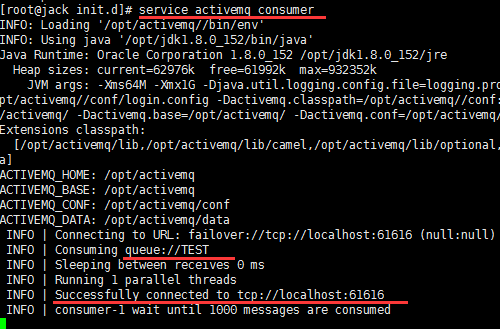 [root@jack init.d]# service activemq consumer
INFO: Loading '/opt/activemq//bin/env'
INFO: Using java '/opt/jdk1.8.0_152/bin/java'
Java Runtime: Oracle Corporation 1.8.0_152 /opt/jdk1.8.0_152/jre
Heap sizes: current=62976k  free=61992k  max=932352k
JVM args: -Xms64M -Xmx1G -Djava.util.logging.config.file=logging.pro
pt/activemq//conf/login.config -Dactivemq.classpath=/opt/activemq//conf:
/activemq/ -Dactivemq.base=/opt/activemq/ -Dactivemq.conf=/opt/activemq/
Extensions classpath:
[/opt/activemq/lib,/opt/activemq/lib/camel,/opt/activemq/lib/optional,
a]
ACTIVEMQ_HOME: /opt/activemq
ACTIVEMQ_BASE: /opt/activemq
ACTIVEMQ_CONF: /opt/activemq/conf
ACTIVEMQ_DATA: /opt/activemq/data
INFO | Connecting to URL: failover://tcp://localhost:61616 (null:null)
INFO | Consuming queue://TEST
INFO | Sleeping between receives 0 ms
INFO | Running 1 parallel threads
INFO | Successfully connected to tcp://localhost:61616
INFO | consumer-1 wait until 1000 messages are consumed